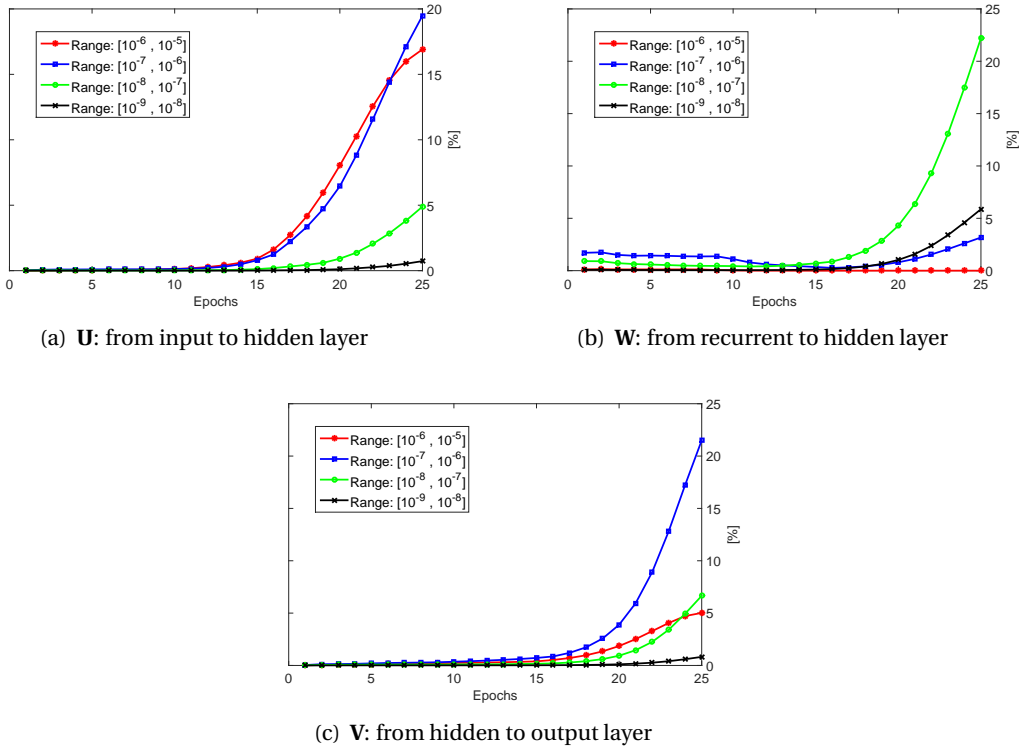 Range: [10⁻⁶ , 10⁻⁵]
Range: [10⁻⁷ , 10⁻⁶]
Range: [10⁻⁸ , 10⁻⁷]
Range: [10⁻⁹ , 10⁻⁸]
20
15
10
5
0
[%]
0 5 10 15 20 25
Epochs
(a) U: from input to hidden layer
Range: [10⁻⁶ , 10⁻⁵]
Range: [10⁻⁷ , 10⁻⁶]
Range: [10⁻⁸ , 10⁻⁷]
Range: [10⁻⁹ , 10⁻⁸]
25
20
15
10
5
0
[%]
0 5 10 15 20 25
Epochs
(b) W: from recurrent to hidden layer
Range: [10⁻⁶ , 10⁻⁵]
Range: [10⁻⁷ , 10⁻⁶]
Range: [10⁻⁸ , 10⁻⁷]
Range: [10⁻⁹ , 10⁻⁸]
25
20
15
10
5
0
[%]
0 5 10 15 20 25
Epochs
(c) V: from hidden to output layer